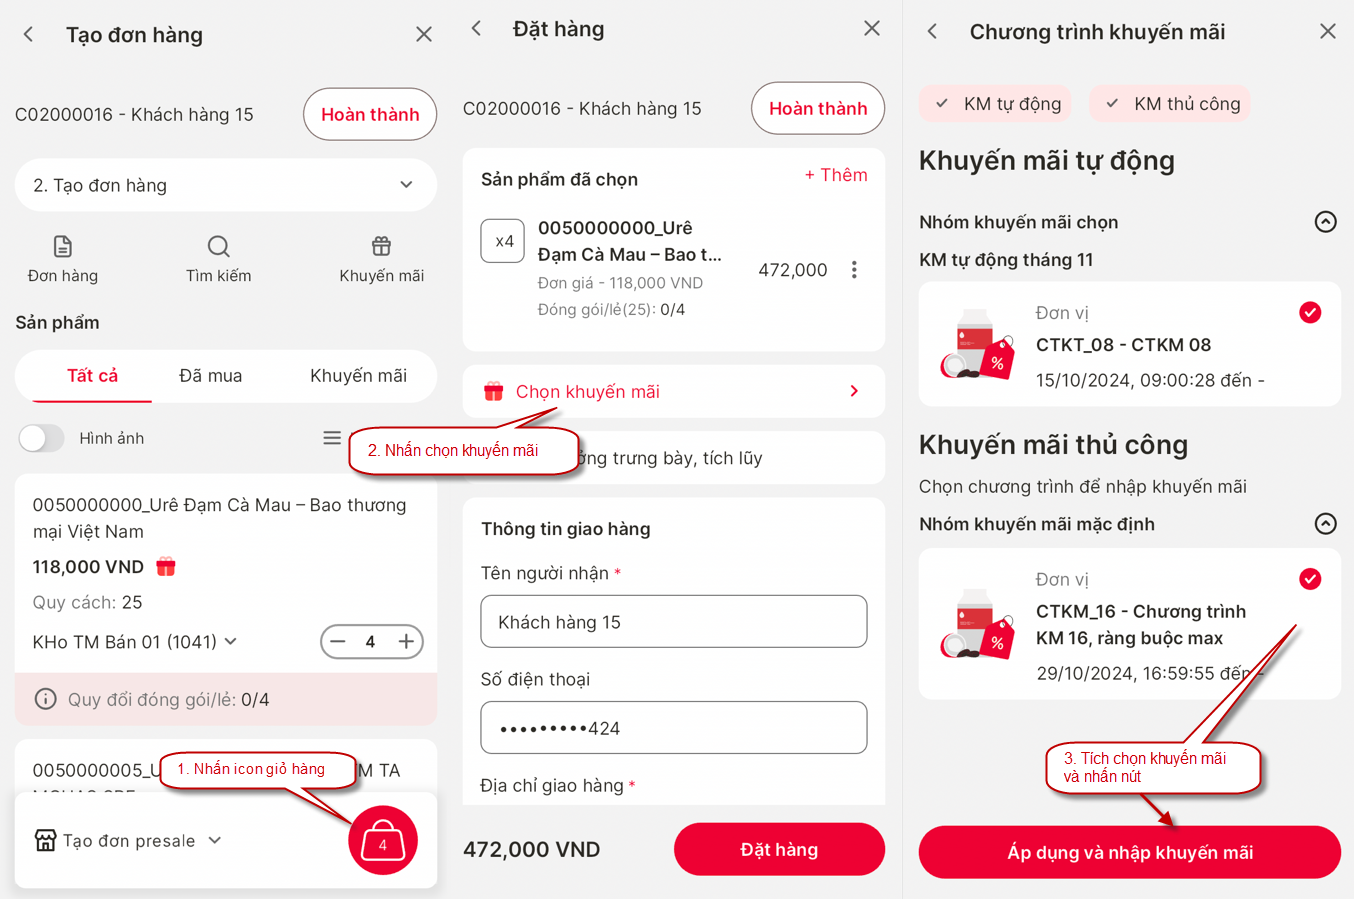 Tạo đơn hàng
C02000016 - Khách hàng 15
Hoàn thành
2. Tạo đơn hàng
Đơn hàng
Tìm kiếm
Khuyến mãi
Sản phẩm
Tất cả
Đã mua
Khuyến mãi
Hình ảnh
0050000000_Urê Đạm Cà Mau – Bao thương
mại Việt Nam
118,000 VND
Quy cách: 25
KHo TM Bán 01 (1041)
4
Quy đổi đóng gói/lẻ: 0/4
0050000005_U
M TA
1. Nhấn icon giỏ hàng
Tạo đơn presale
4
Đặt hàng
C02000016 - Khách hàng 15
Hoàn thành
Sản phẩm đã chọn
+ Thêm
x4
0050000000_Urê
Đạm Cà Mau – Bao t...
472,000
Đơn giá - 118,000 VND
Đóng gói/lẻ(25): 0/4
Chọn khuyến mãi
2. Nhấn chọn khuyến mãi
ởng trưng bày, tích lũy
Thông tin giao hàng
Tên người nhận *
Khách hàng 15
Số điện thoại
•••••••••424
Địa chỉ giao hàng *
472,000 VND
Đặt hàng
Chương trình khuyến mãi
KM tự động
KM thủ công
Khuyến mãi tự động
Nhóm khuyến mãi chọn
KM tự động tháng 11
Đơn vị
CTKT_08 - CTKM 08
15/10/2024, 09:00:28 đến -
%
Khuyến mãi thủ công
Chọn chương trình để nhập khuyến mãi
Nhóm khuyến mãi mặc định
Đơn vị
CTKM_16 - Chương trình
KM 16, ràng buộc max
29/10/2024, 16:59:55 đến -
%
3. Tích chọn khuyến mãi
và nhấn nút
Áp dụng và nhập khuyến mãi